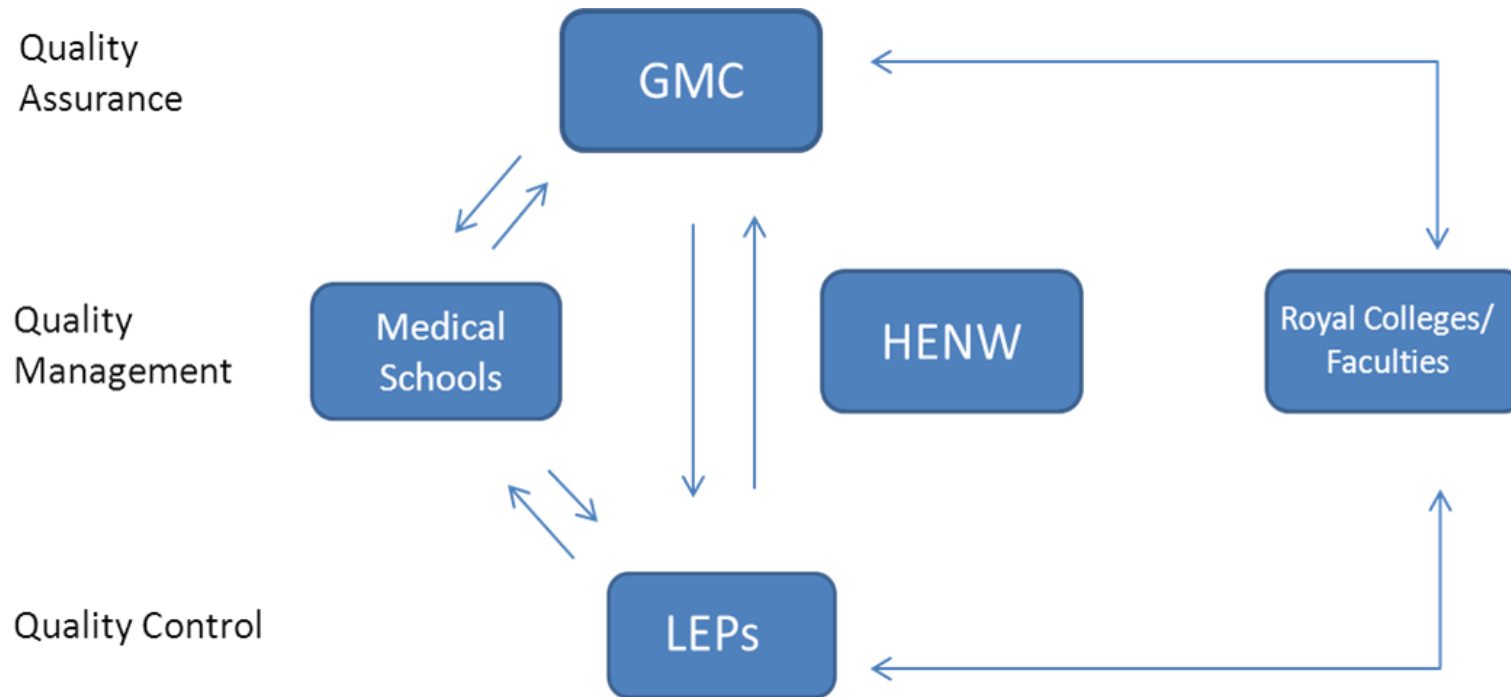 Quality
Assurance
GMC
Quality
Management
Medical
Schools
HENW
Royal Colleges/
Faculties
Quality Control
LEPs